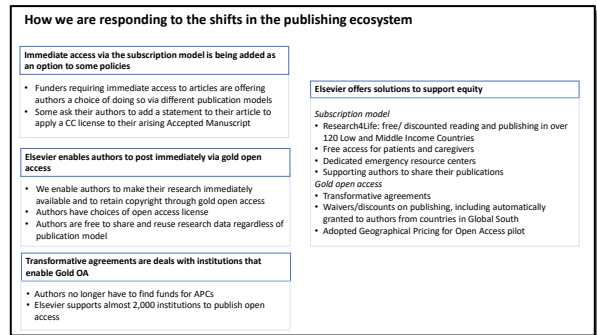 How we are responding to the shifts in the publishing ecosystem
Immediate access via the subscription model is being added as
an option to some policies
• Funders requiring immediate access to articles are offering
authors a choice of doing so via different publication models
• Some ask their authors to add a statement to their article to
apply a CC license to their arising Accepted Manuscript
Elsevier enables authors to post immediately via gold open
access
• We enable authors to make their research immediately
available and to retain copyright through gold open access
• Authors have choices of open access license
• Authors are free to share and reuse research data regardless of
publication model
Transformative agreements are deals with institutions that
enable Gold OA
• Authors no longer have to find funds for APCs
• Elsevier supports almost 2,000 institutions to publish open
access
Elsevier offers solutions to support equity
Subscription model
• Research4Life: free/ discounted reading and publishing in over
120 Low and Middle Income Countries
• Free access for patients and caregivers
• Dedicated emergency resource centers
• Supporting authors to share their publications
Gold open access
• Transformative agreements
• Waivers/discounts on publishing, including automatically
granted to authors from countries in Global South
• Adopted Geographical Pricing for Open Access pilot